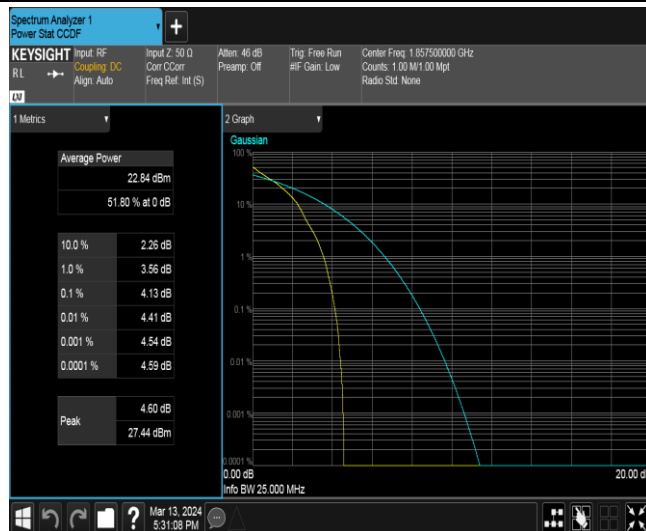 Spectrum Analyzer 1
Power Stat CCDF
KEYSIGHT
RL
Input: RF
Coupling: DC
Align: Auto
Input Z: 50 Ω
Corr CCorr
Freq Ref: Int (S)
Atten: 46 dB
Preamp: Off
Trig: Free Run
#IF Gain: Low
Center Freq: 1.857500000 GHz
Counts: 1.00 M/1.00 Mpt
Radio Std: None
1 Metrics
Average Power
22.84 dBm
51.80 % at 0 dB
10.0 % 2.26 dB
1.0 % 3.56 dB
0.1 % 4.13 dB
0.01 % 4.41 dB
0.001 % 4.54 dB
0.0001 % 4.59 dB
Peak
4.60 dB
27.44 dBm
2 Graph
Gaussian
100 %
10 %
1 %
0.1 %
0.01 %
0.001 %
0.0001 %
0.00 dB
20.00 d
Info BW 25.000 MHz
?
Mar 13, 2024
5:31:08 PM